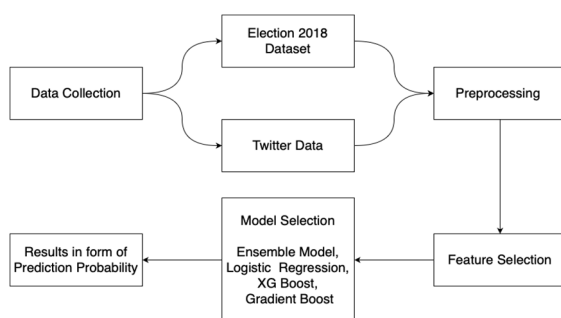 Election 2018
Dataset
Data Collection
Preprocessing
Twitter Data
Model Selection
Ensemble Model,
Logistic Regression,
XG Boost,
Gradient Boost
Results in form of
Prediction Probability
Feature Selection